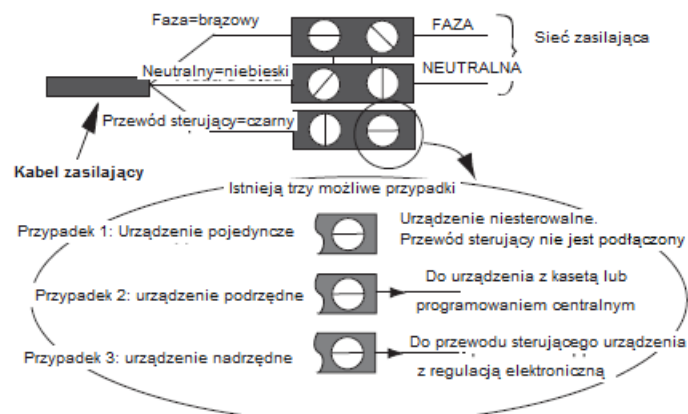 Faza=brązowy
FAZA
Sieć zasilająca
Neutralny=niebieski
NEUTRALNA
Przewód sterujący=czarny
Kabel zasilający
Istnieją trzy możliwe przypadki
Przypadek 1: Urządzenie pojedyncze
Urządzenie niesterowalne.
Przewód sterujący nie jest podłączony
Przypadek 2: urządzenie podrzędne
Do urządzenia z kasetą lub
programowaniem centralnym
Przypadek 3: urządzenie nadrzędne
Do przewodu sterującego urządzenia
z regulacją elektroniczną